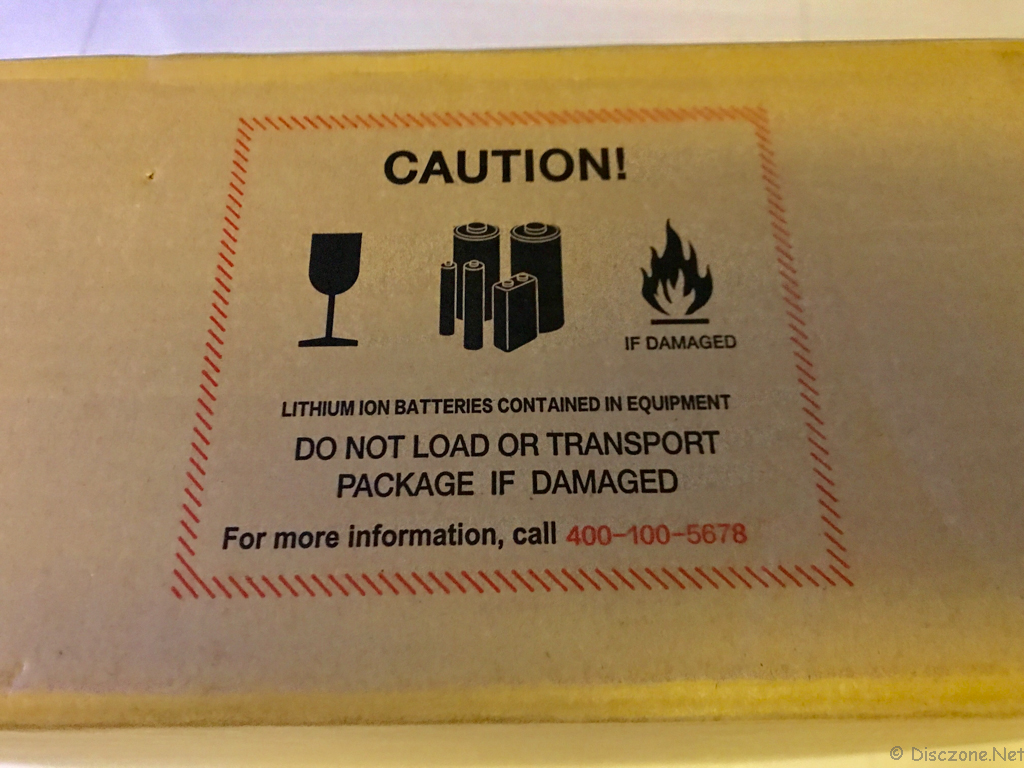 CAUTION!
IF DAMAGED
LITHIUM ION BATTERIES CONTAINED IN EQUIPMENT
DO NOT LOAD OR TRANSPORT
PACKAGE IF DAMAGED
For more information, call 400-100-5678
© Disczone.Net